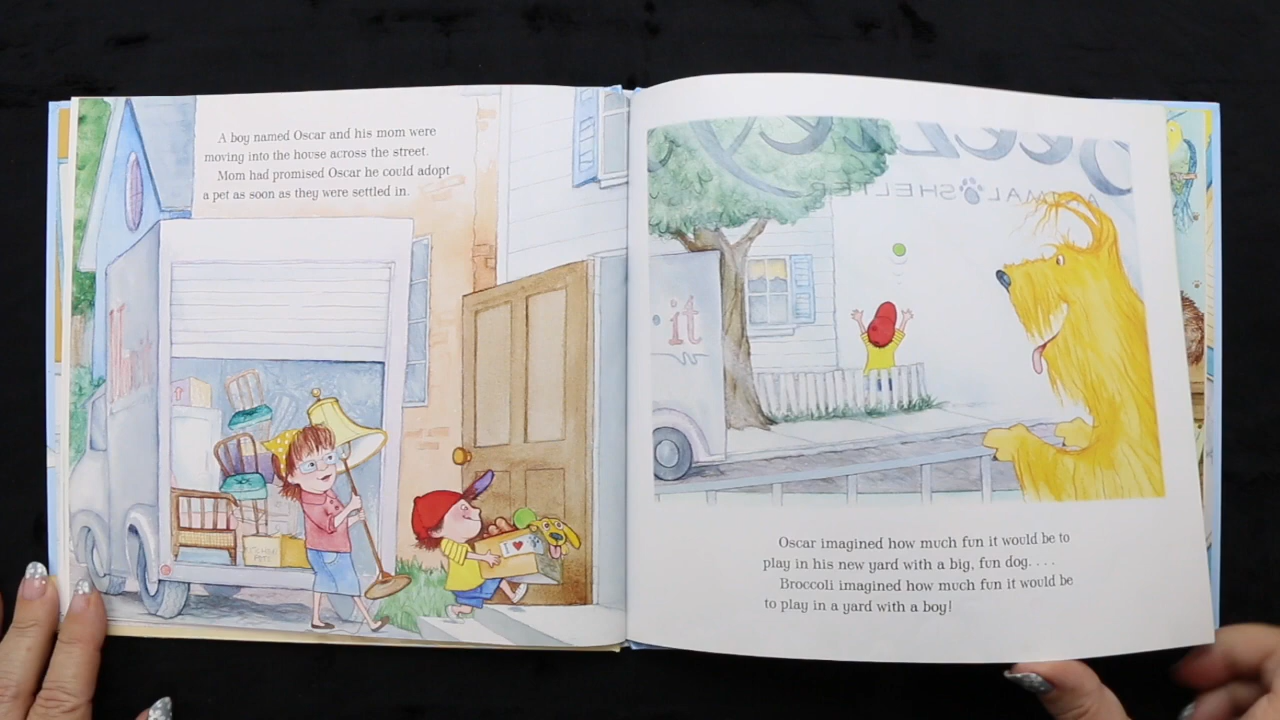 A boy named Oscar and his mom were
moving into the house across the street.
Mom had promised Oscar he could adopt
a pet as soon as they were settled in.
I ♥
ANIMAL SHELTER
it
Oscar imagined how much fun it would be to
play in his new yard with a big, fun dog. . . .
Broccoli imagined how much fun it would be
to play in a yard with a boy!